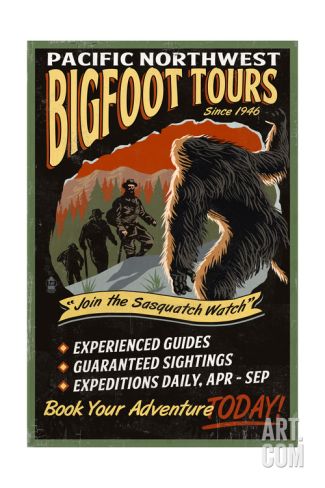 PACIFIC NORTHWEST
BIGFOOT TOURS
Since 1946
"Join the Sasquatch Watch"
EXPERIENCED GUIDES
GUARANTEED SIGHTINGS
EXPEDITIONS DAILY, APR - SEP
Book Your Adventure TODAY!
ART.
COM